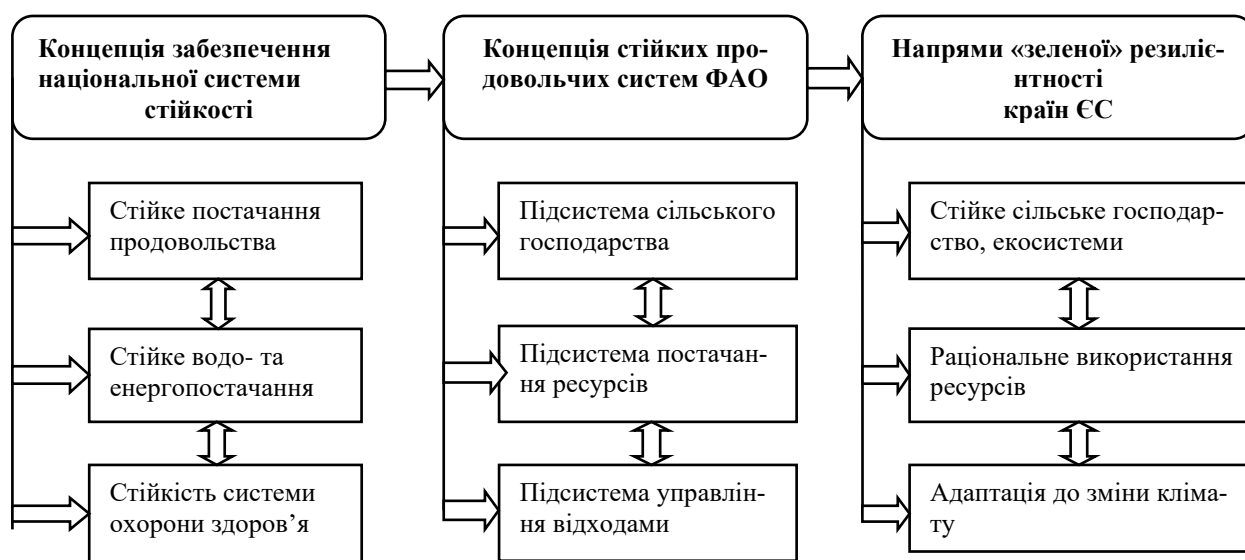 Концепція забезпечення
національної системи
стійкості
Концепція стійких про-
довольчих систем ФАО
Напрями «зеленої» резиліє-
нтності
країн ЄС
Стійке постачання
продовольства
Стійке водо- та
енергопостачання
Стійкість системи
охорони здоров’я
Підсистема сільського
господарства
Підсистема постачан-
ня ресурсів
Підсистема управлін-
ня відходами
Стійке сільське господар-
ство, екосистеми
Раціональне використання
ресурсів
Адаптація до зміни кліма-
ту